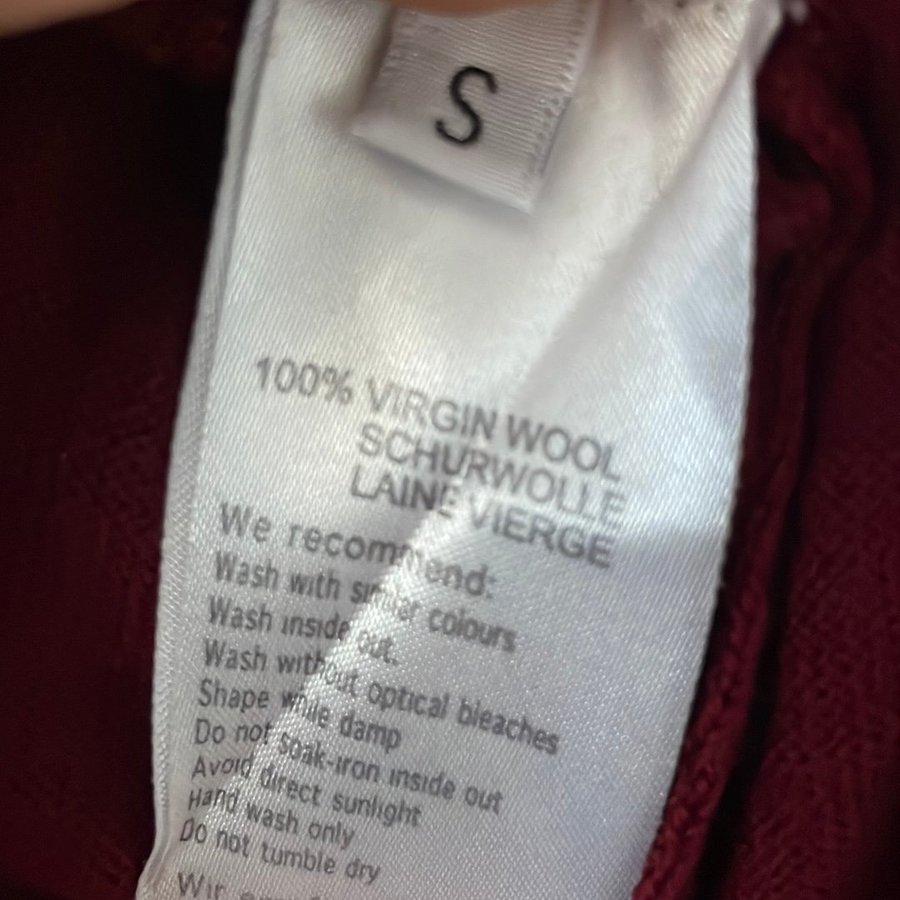 S
100% VIRGIN WOOL
SCHURWOLLE
LAINE VIERGE
We recommend:
Wash with similar colours
Wash inside out.
Wash without optical bleaches
Shape while damp
Do not soak-iron inside out
Avoid direct sunlight
Hand wash only
Do not tumble dry
Wir